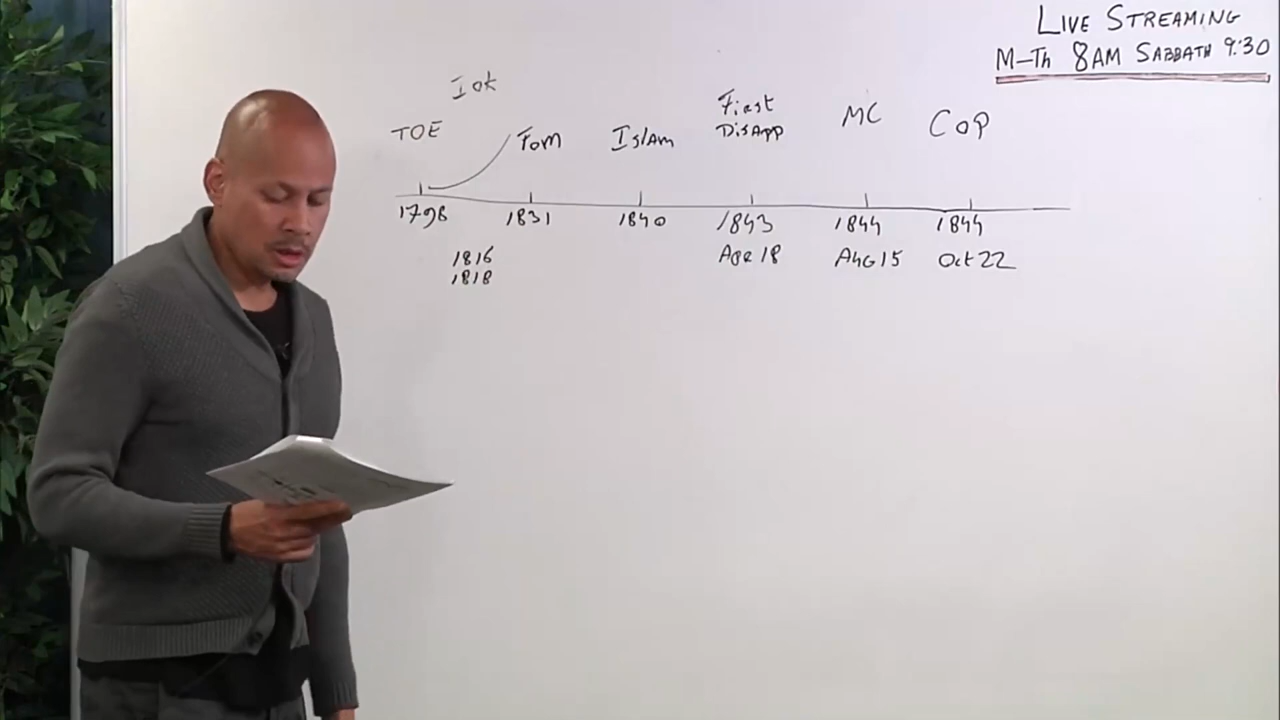 LIVE STREAMING
M-Th 8AM SABBATH 9:30
IOK
TOE
FOM
ISLAM
FIRST
DISAPP
MC
COP
1798
1831
1840
1843
1844
1844
1816
1818
APR 18
AUG 15
Oct 22